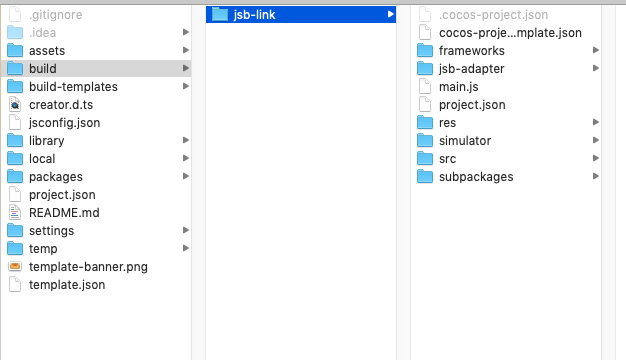 .gitignore
.idea
assets
build
build-templates
creator.d.ts
jsconfig.json
library
local
packages
project.json
README.md
settings
temp
template-banner.png
template.json
jsb-link
.cocos-project.json
cocos-proje...mplate.json
frameworks
jsb-adapter
main.js
project.json
res
simulator
src
subpackages